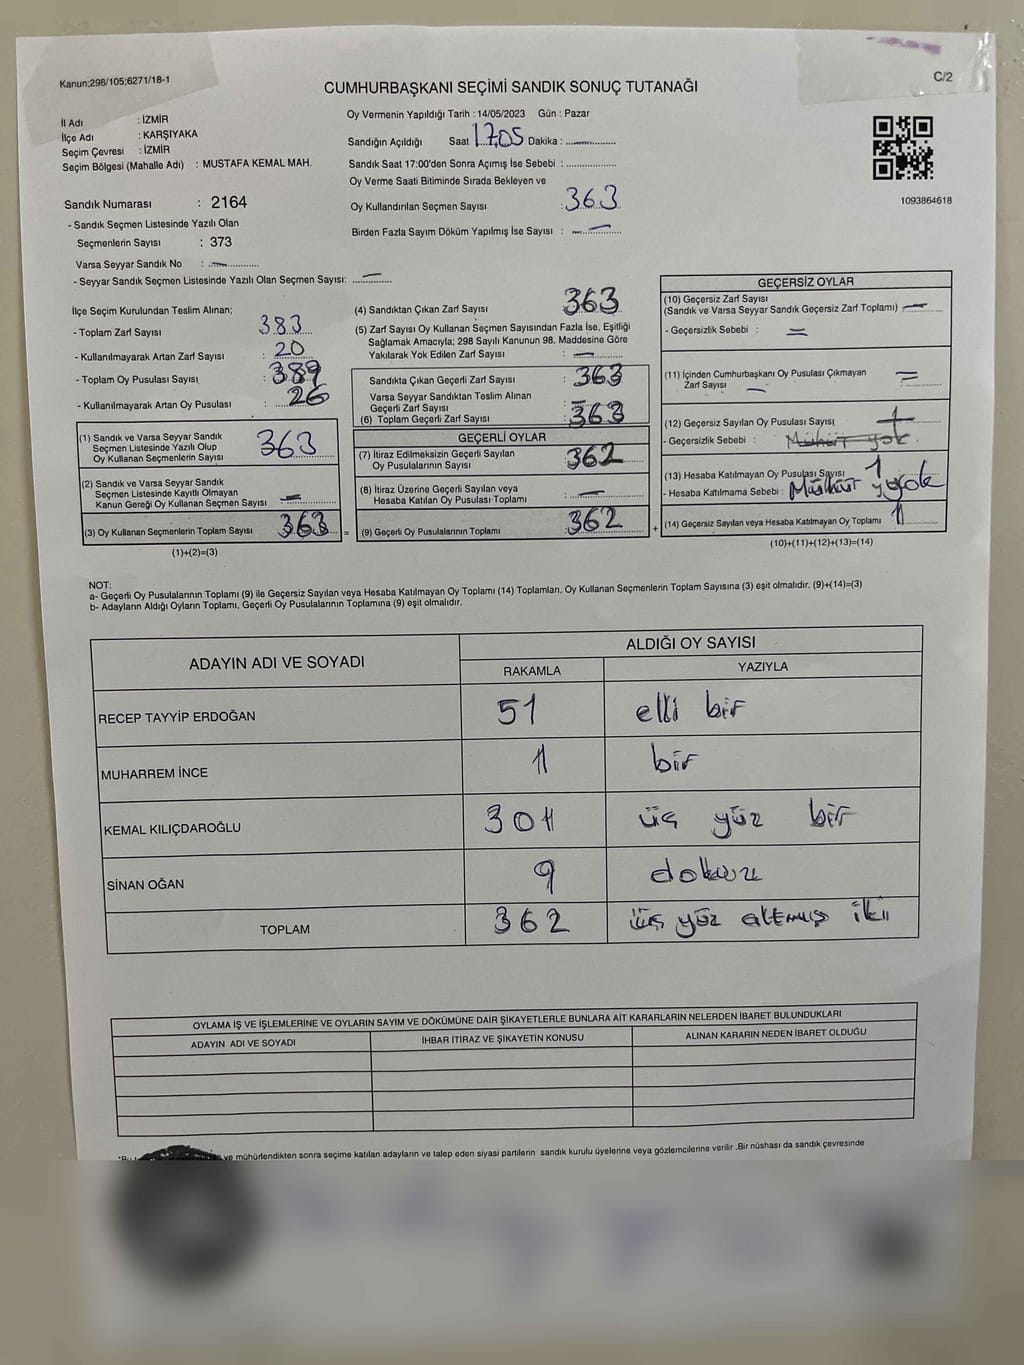 Kanun;298/105;6271/18-1
C/2
CUMHURBAŞKANI SEÇİMİ SANDIK SONUÇ TUTANAĞI
İl Adı : İZMİR
İlçe Adı : KARŞIYAKA
Seçim Çevresi : İZMİR
Seçim Bölgesi (Mahalle Adı) : MUSTAFA KEMAL MAH.
Oy Vermenin Yapıldığı Tarih : 14/05/2023 Gün : Pazar
Sandığın Açıldığı Saat 17.05 Dakika :
Sandık Saat 17:00'den Sonra Açımış İse Sebebi :
Oy Verme Saati Bitiminde Sırada Bekleyen ve
Oy Kullandırılan Seçmen Sayısı : 363
Birden Fazla Sayım Döküm Yapılmış İse Sayısı : —
1093864618
Sandık Numarası : 2164
- Sandık Seçmen Listesinde Yazılı Olan
Seçmenlerin Sayısı : 373
Varsa Seyyar Sandık No : —
- Seyyar Sandık Seçmen Listesinde Yazılı Olan Seçmen Sayısı: —
İlçe Seçim Kurulundan Teslim Alınan;
- Toplam Zarf Sayısı : 383
- Kullanılmayarak Artan Zarf Sayısı : 20
- Toplam Oy Pusulası Sayısı : 389
- Kullanılmayarak Artan Oy Pusulası : 26
(1) Sandık ve Varsa Seyyar Sandık
Seçmen Listesinde Yazılı Olup
Oy Kullanan Seçmenlerin Sayısı 363
(2) Sandık ve Varsa Seyyar Sandık
Seçmen Listesinde Kayıtlı Olmayan
Kanun Gereği Oy Kullanan Seçmen Sayısı —
(3) Oy Kullanan Seçmenlerin Toplam Sayısı 363 =
(1)+(2)=(3)
(4) Sandıktan Çıkan Zarf Sayısı 363
(5) Zarf Sayısı Oy Kullanan Seçmen Sayısından Fazla İse, Eşitliği
Sağlamak Amacıyla; 298 Sayılı Kanunun 98. Maddesine Göre
Yakılarak Yok Edilen Zarf Sayısı : —
Sandıkta Çıkan Geçerli Zarf Sayısı : 363
Varsa Seyyar Sandıktan Teslim Alınan
Geçerli Zarf Sayısı : —
(6) Toplam Geçerli Zarf Sayısı : 363
GEÇERLİ OYLAR
(7) İtiraz Edilmeksizin Geçerli Sayılan
Oy Pusulalarının Sayısı 362
(8) İtiraz Üzerine Geçerli Sayılan veya
Hesaba Katılan Oy Pusulası Toplamı : —
(9) Geçerli Oy Pusulalarının Toplamı 362 +
GEÇERSİZ OYLAR
(10) Geçersiz Zarf Sayısı
(Sandık ve Varsa Seyyar Sandık Geçersiz Zarf Toplamı) —
- Geçersizlik Sebebi : =
(11) İçinden Cumhurbaşkanı Oy Pusulası Çıkmayan
Zarf Sayısı — =
(12) Geçersiz Sayılan Oy Pusulası Sayısı
- Geçersizlik Sebebi : Mühür yok
(13) Hesaba Katılmayan Oy Pusulası Sayısı 1
- Hesaba Katılmama Sebebi : Mühür yok
(14) Geçersiz Sayılan veya Hesaba Katılmayan Oy Toplamı 1
(10)+(11)+(12)+(13)=(14)
NOT:
a- Geçerli Oy Pusulalarının Toplamı (9) ile Geçersiz Sayılan veya Hesaba Katılmayan Oy Toplamı (14) Toplamları, Oy Kullanan Seçmenlerin Toplam Sayısına (3) eşit olmalıdır. (9)+(14)=(3)
b- Adayların Aldığı Oyların Toplamı, Geçerli Oy Pusulalarının Toplamına (9) eşit olmalıdır.
ADAYIN ADI VE SOYADI
ALDIĞI OY SAYISI
RAKAMLA YAZIYLA
RECEP TAYYİP ERDOĞAN 51 elli bir
MUHARREM İNCE 1 bir
KEMAL KILIÇDAROĞLU 301 üç yüz bir
SİNAN OĞAN 9 dokuz
TOPLAM 362 üç yüz altmış iki
OYLAMA İŞ VE İŞLEMLERİNE VE OYLARIN SAYIM VE DÖKÜMÜNE DAİR ŞİKAYETLERLE BUNLARA AİT KARARLARIN NELERDEN İBARET BULUNDUKLARI
ADAYIN ADI VE SOYADI İHBAR İTİRAZ VE ŞİKAYETİN KONUSU ALINAN KARARIN NEDEN İBARET OLDUĞU
ve mühürlendikten sonra seçime katılan adayların ve talep eden siyasi partilerin sandık kurulu üyelerine veya gözlemcilerine verilir .Bir nüshası da sandık çevresinde